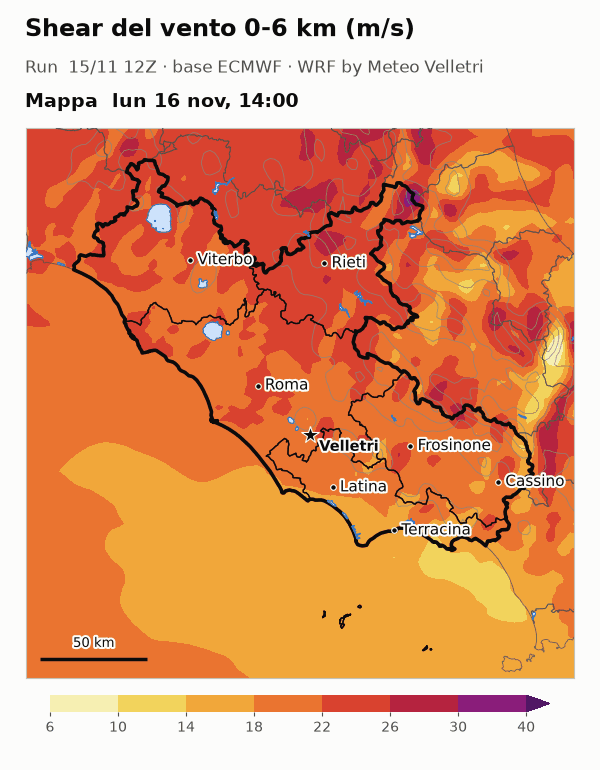 Shear del vento 0-6 km (m/s)
Run  15/11 12Z · base ECMWF · WRF by Meteo Velletri
Mappa  lun 16 nov, 14:00
Viterbo
Rieti
Roma
Velletri
Frosinone
Latina
Cassino
Terracina
50 km
6 10 14 18 22 26 30 40